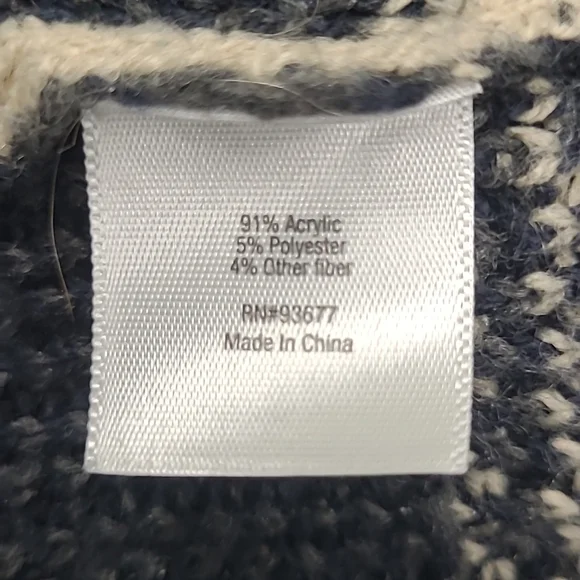 91% Acrylic
5% Polyester
4% Other fiber
RN#93677
Made In China